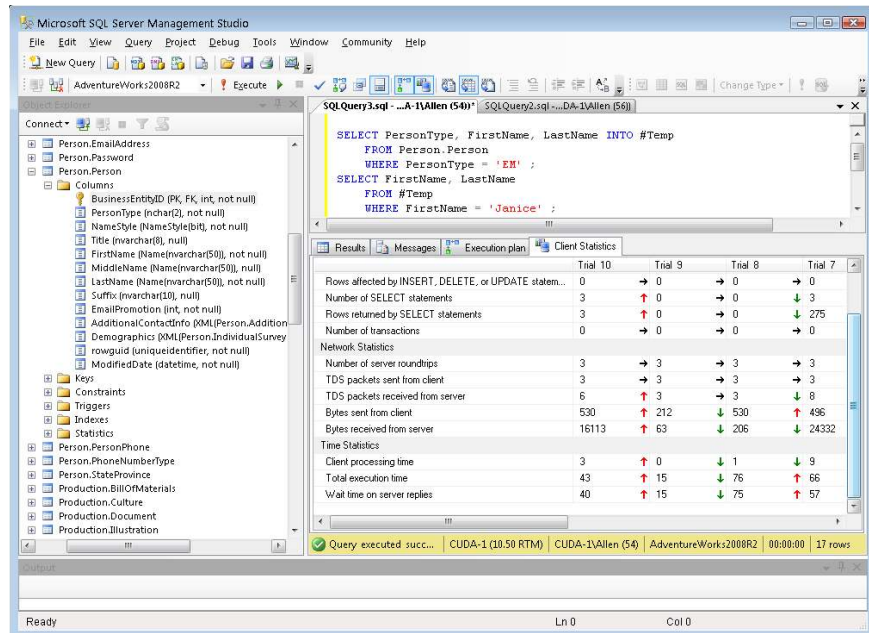 Microsoft SQL Server Management Studio
File Edit View Query Project Debug Tools Window Community Help
New Query
AdventureWorks2008R2 Execute Change Type
Object Explorer
Connect
Person.EmailAddress
Person.Password
Person.Person
Columns
BusinessEntityID (PK, FK, int, not null)
PersonType (nchar(2), not null)
NameStyle (NameStyle(bit), not null)
Title (nvarchar(8), null)
FirstName (Name(nvarchar(50)), not null)
MiddleName (Name(nvarchar(50)), null)
LastName (Name(nvarchar(50)), not null)
Suffix (nvarchar(10), null)
EmailPromotion (int, not null)
AdditionalContactInfo (XML(Person.Addition
Demographics (XML(Person.IndividualSurvey
rowguid (uniqueidentifier, not null)
ModifiedDate (datetime, not null)
Keys
Constraints
Triggers
Indexes
Statistics
Person.PersonPhone
Person.PhoneNumberType
Person.StateProvince
Production.BillOfMaterials
Production.Culture
Production.Document
Production.Illustration
SQLQuery3.sql - ...A-1\Allen (54))* SQLQuery2.sql -...DA-1\Allen (56))
SELECT PersonType, FirstName, LastName INTO #Temp
FROM Person.Person
WHERE PersonType = 'EM' ;
SELECT FirstName, LastName
FROM #Temp
WHERE FirstName = 'Janice' ;
Results Messages Execution plan Client Statistics
Trial 10 Trial 9 Trial 8 Trial 7
Rows affected by INSERT, DELETE, or UPDATE statem... 0 → 0 → 0 → 0
Number of SELECT statements 3 ↑ 0 → 0 ↓ 3
Rows returned by SELECT statements 3 ↑ 0 → 0 ↓ 275
Number of transactions 0 → 0 → 0 → 0
Network Statistics
Number of server roundtrips 3 → 3 → 3 → 3
TDS packets sent from client 3 → 3 → 3 → 3
TDS packets received from server 6 ↑ 3 → 3 ↓ 8
Bytes sent from client 530 ↑ 212 ↓ 530 ↑ 496
Bytes received from server 16113 ↑ 63 ↓ 206 ↓ 24332
Time Statistics
Client processing time 3 ↑ 0 ↓ 1 ↓ 9
Total execution time 43 ↑ 15 ↓ 76 ↑ 66
Wait time on server replies 40 ↑ 15 ↓ 75 ↑ 57
Query executed succ... CUDA-1 (10.50 RTM) CUDA-1\Allen (54) AdventureWorks2008R2 00:00:00 17 rows
Output
Ready Ln 0 Col 0